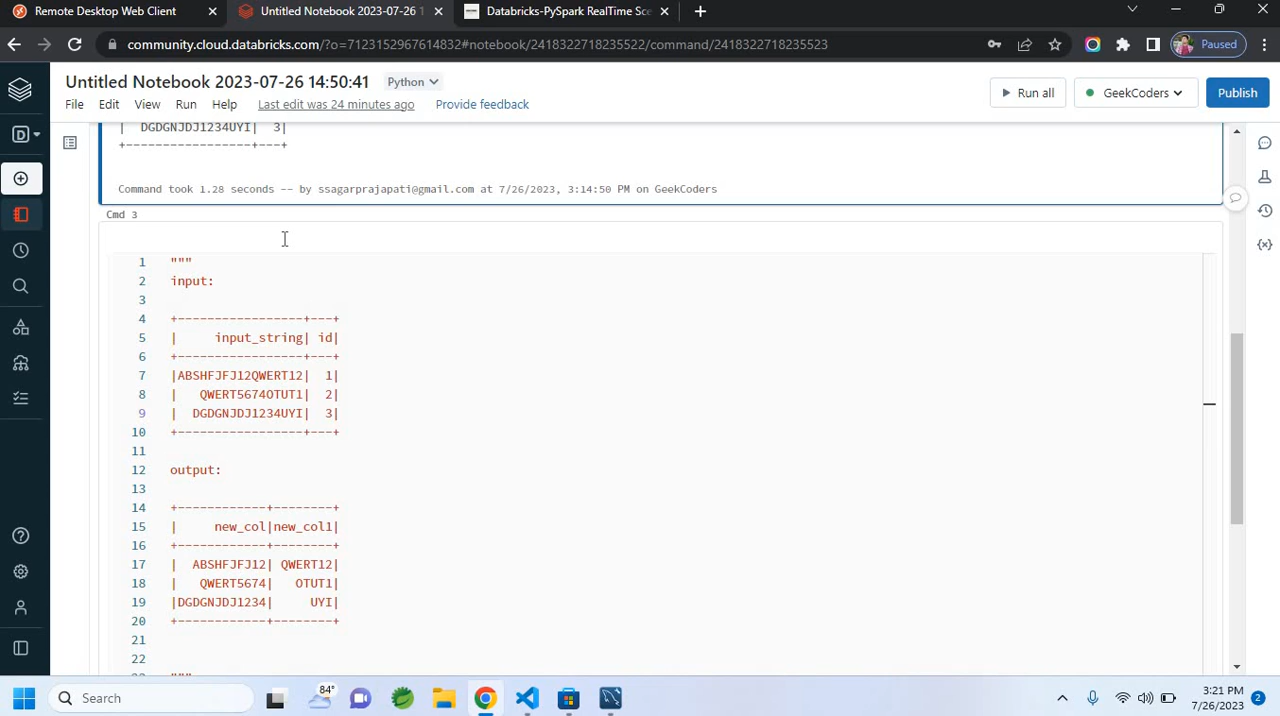 Remote Desktop Web Client
Untitled Notebook 2023-07-26 1
Databricks-PySpark RealTime Sce
community.cloud.databricks.com/?o=7123152967614832#notebook/2418322718235522/command/2418322718235523
Paused
Untitled Notebook 2023-07-26 14:50:41
Python
File Edit View Run Help Last edit was 24 minutes ago Provide feedback
Run all
GeekCoders
Publish
D
| DGDGNJDJ1234UYI| 3|
+-----------------+---+
Command took 1.28 seconds -- by ssagarprajapati@gmail.com at 7/26/2023, 3:14:50 PM on GeekCoders
Cmd 3
1 """
2 input:
3
4 +-----------------+---+
5 | input_string| id|
6 +-----------------+---+
7 |ABSHFJFJ12QWERT12| 1|
8 | QWERT5674OTUT1| 2|
9 | DGDGNJDJ1234UYI| 3|
10 +-----------------+---+
11
12 output:
13
14 +------------+--------+
15 | new_col|new_col1|
16 +------------+--------+
17 | ABSHFJFJ12| QWERT12|
18 | QWERT5674| OTUT1|
19 |DGDGNJDJ1234| UYI|
20 +------------+--------+
21
22
Search
84°
3:21 PM
7/26/2023
2